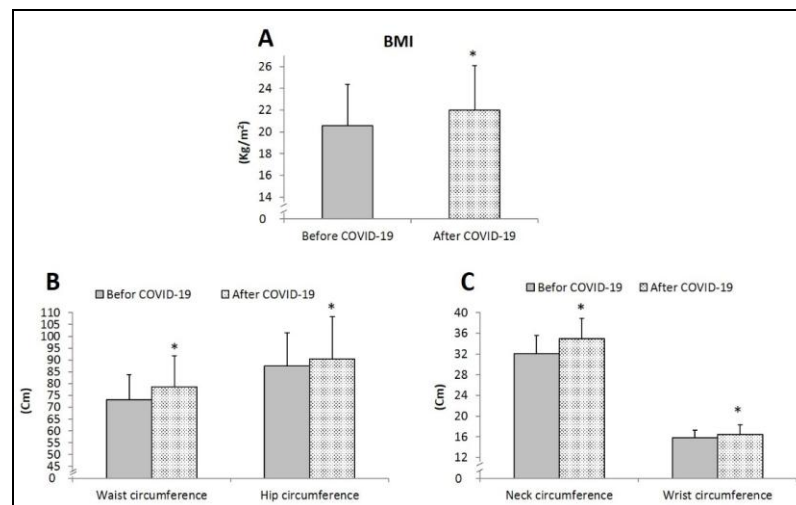 A
BMI
*
26
24
22
20
18
16
14
0
(Kg/m²)
Before COVID-19 After COVID-19
B
Befor COVID-19 After COVID-19
110
105
100
95
90
85
80
75
70
65
60
55
50
45
0
(Cm)
* *
Waist circumference Hip circumference
C
Befor COVID-19 After COVID-19
40
36
32
28
24
20
16
12
0
(Cm)
* *
Neck circumference Wrist circumference